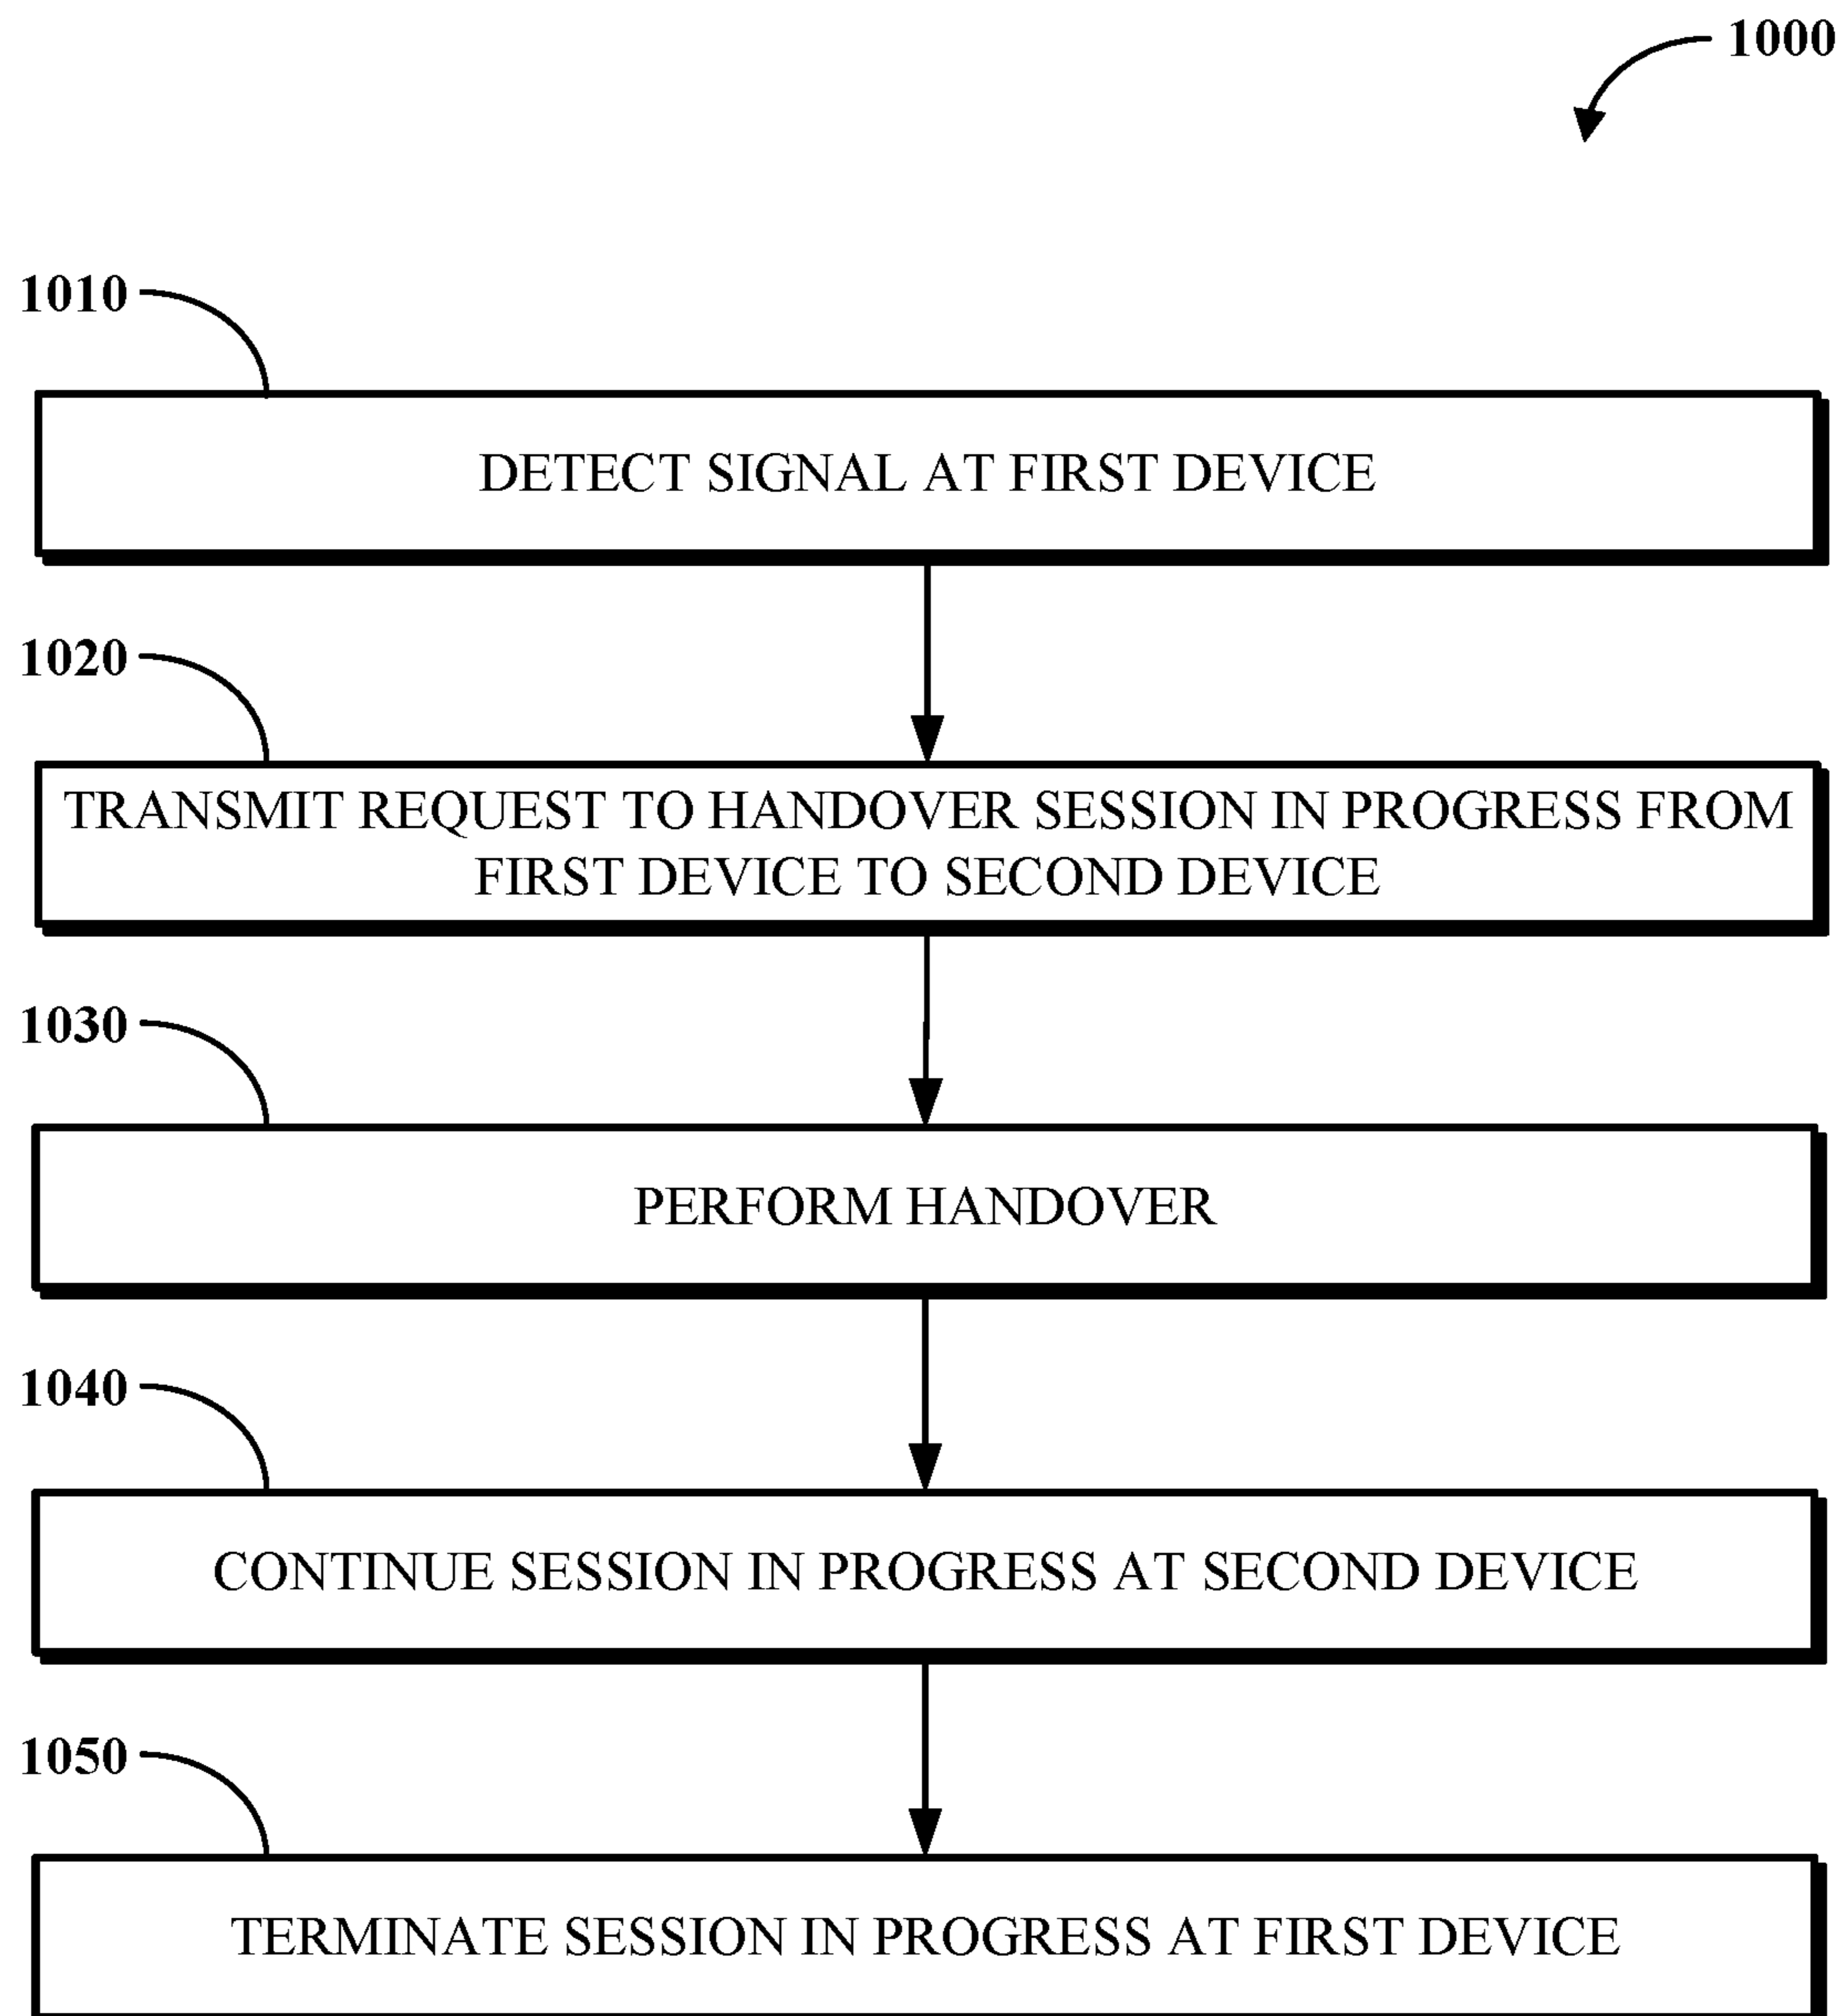 1000
1010
DETECT SIGNAL AT FIRST DEVICE
1020
TRANSMIT REQUEST TO HANDOVER SESSION IN PROGRESS FROM
FIRST DEVICE TO SECOND DEVICE
1030
PERFORM HANDOVER
1040
CONTINUE SESSION IN PROGRESS AT SECOND DEVICE
1050
TERMINATE SESSION IN PROGRESS AT FIRST DEVICE